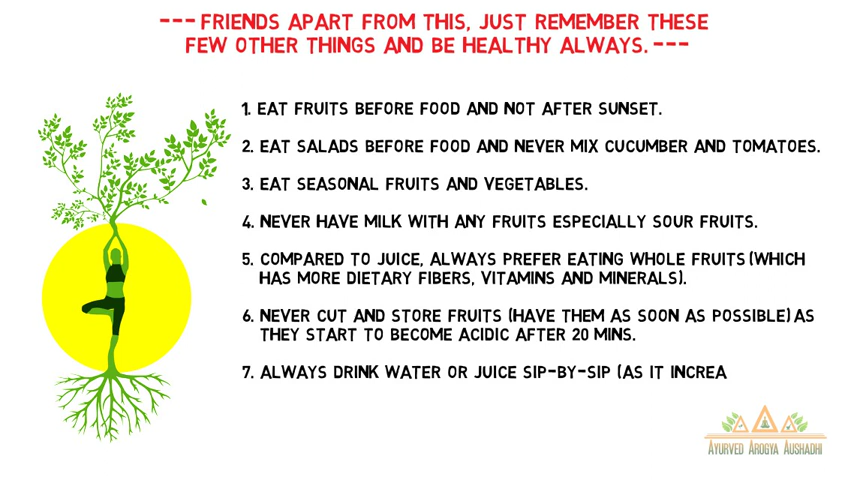 --- FRIENDS APART FROM THIS, JUST REMEMBER THESE
FEW OTHER THINGS AND BE HEALTHY ALWAYS. ---
1. EAT FRUITS BEFORE FOOD AND NOT AFTER SUNSET.
2. EAT SALADS BEFORE FOOD AND NEVER MIX CUCUMBER AND TOMATOES.
3. EAT SEASONAL FRUITS AND VEGETABLES.
4. NEVER HAVE MILK WITH ANY FRUITS ESPECIALLY SOUR FRUITS.
5. COMPARED TO JUICE, ALWAYS PREFER EATING WHOLE FRUITS (WHICH
HAS MORE DIETARY FIBERS, VITAMINS AND MINERALS).
6. NEVER CUT AND STORE FRUITS (HAVE THEM AS SOON AS POSSIBLE) AS
THEY START TO BECOME ACIDIC AFTER 20 MINS.
7. ALWAYS DRINK WATER OR JUICE SIP-BY-SIP (AS IT INCREA
AYURVED AROGYA AUSHADHI